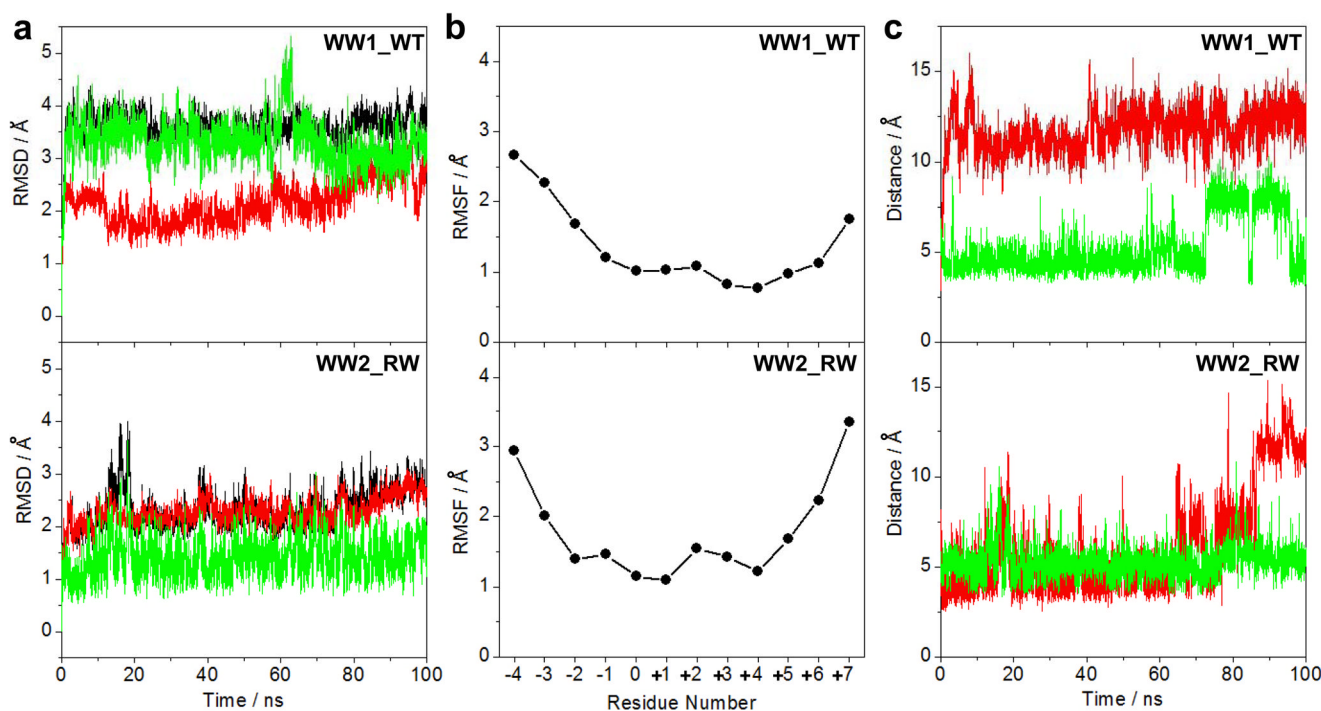 a
WW1_WT
5
4
3
2
1
0
RMSD / Å
WW2_RW
5
4
3
2
1
0
RMSD / Å
0 20 40 60 80 100
Time / ns
b
WW1_WT
4
3
2
1
0
RMSF / Å
WW2_RW
4
3
2
1
0
RMSF / Å
-4 -3 -2 -1 0 +1 +2 +3 +4 +5 +6 +7
Residue Number
c
WW1_WT
15
10
5
0
Distance / Å
WW2_RW
15
10
5
0
Distance / Å
0 20 40 60 80 100
Time / ns